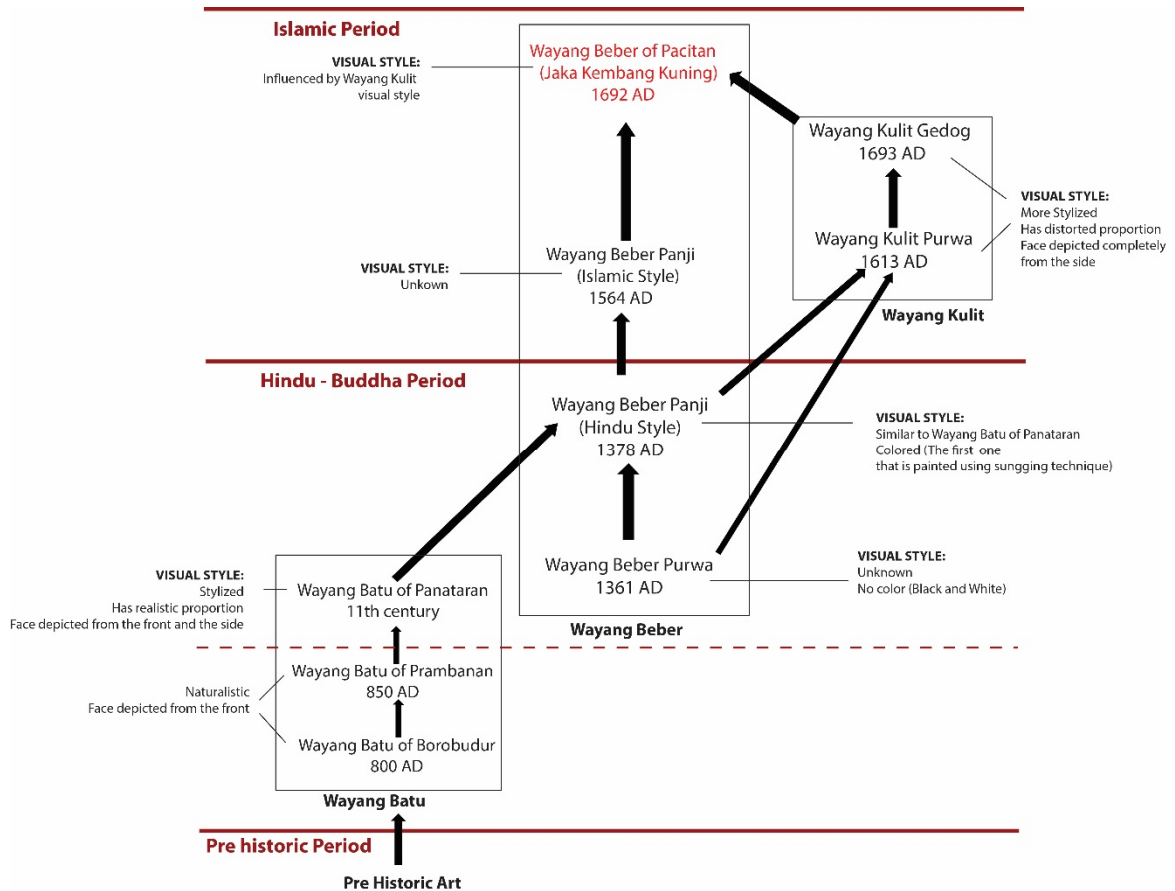 Islamic Period
VISUAL STYLE:
Influenced by Wayang Kulit
visual style
Wayang Beber of Pacitan
(Jaka Kembang Kuning)
1692 AD
Wayang Kulit Gedog
1693 AD
Wayang Kulit Purwa
1613 AD
Wayang Kulit
VISUAL STYLE:
More Stylized
Has distorted proportion
Face depicted completely
from the side
VISUAL STYLE:
Unkown
Wayang Beber Panji
(Islamic Style)
1564 AD
Hindu - Buddha Period
Wayang Beber Panji
(Hindu Style)
1378 AD
VISUAL STYLE:
Similar to Wayang Batu of Panataran
Colored (The first one
that is painted using sungging technique)
Wayang Beber Purwa
1361 AD
VISUAL STYLE:
Unknown
No color (Black and White)
Wayang Beber
VISUAL STYLE:
Stylized
Has realistic proportion
Face depicted from the front and the side
Wayang Batu of Panataran
11th century
Naturalistic
Face depicted from the front
Wayang Batu of Prambanan
850 AD
Wayang Batu of Borobudur
800 AD
Wayang Batu
Pre historic Period
Pre Historic Art